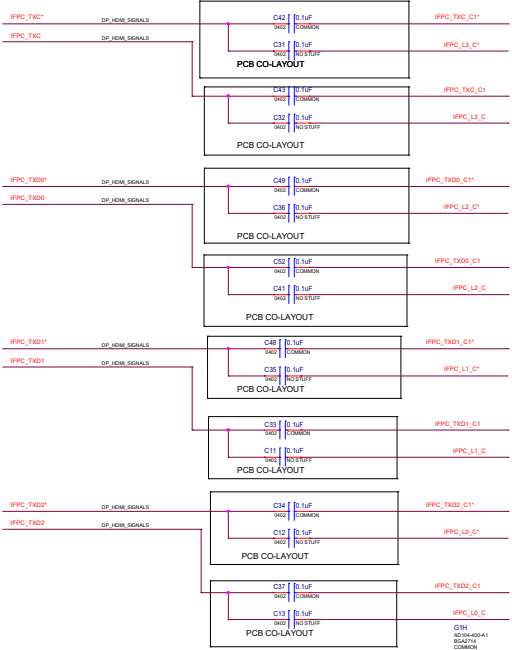 IFPC_TXC* DP_HDMI_SIGNALS C42 0.1uF IFPC_TXC_C1*
0402 COMMON
IFPC_TXC DP_HDMI_SIGNALS C31 0.1uF IFPC_L3_C*
0402 NO STUFF
PCB CO-LAYOUT
C43 0.1uF IFPC_TXC_C1
0402 COMMON
C32 0.1uF IFPC_L3_C
0402 NO STUFF
PCB CO-LAYOUT
IFPC_TXD0* DP_HDMI_SIGNALS C49 0.1uF IFPC_TXD0_C1*
0402 COMMON
IFPC_TXD0 DP_HDMI_SIGNALS C36 0.1uF IFPC_L2_C*
0402 NO STUFF
PCB CO-LAYOUT
C52 0.1uF IFPC_TXD0_C1
0402 COMMON
C41 0.1uF IFPC_L2_C
0402 NO STUFF
PCB CO-LAYOUT
IFPC_TXD1* DP_HDMI_SIGNALS C48 0.1uF IFPC_TXD1_C1*
0402 COMMON
IFPC_TXD1 DP_HDMI_SIGNALS C35 0.1uF IFPC_L1_C*
0402 NO STUFF
PCB CO-LAYOUT
C33 0.1uF IFPC_TXD1_C1
0402 COMMON
C11 0.1uF IFPC_L1_C
0402 NO STUFF
PCB CO-LAYOUT
IFPC_TXD2* DP_HDMI_SIGNALS C34 0.1uF IFPC_TXD2_C1*
0402 COMMON
IFPC_TXD2 DP_HDMI_SIGNALS C12 0.1uF IFPC_L0_C*
0402 NO STUFF
PCB CO-LAYOUT
C37 0.1uF IFPC_TXD2_C1
0402 COMMON
C13 0.1uF IFPC_L0_C
0402 NO STUFF
PCB CO-LAYOUT
G1H
AD104-400-A1
BGA2714
COMMON